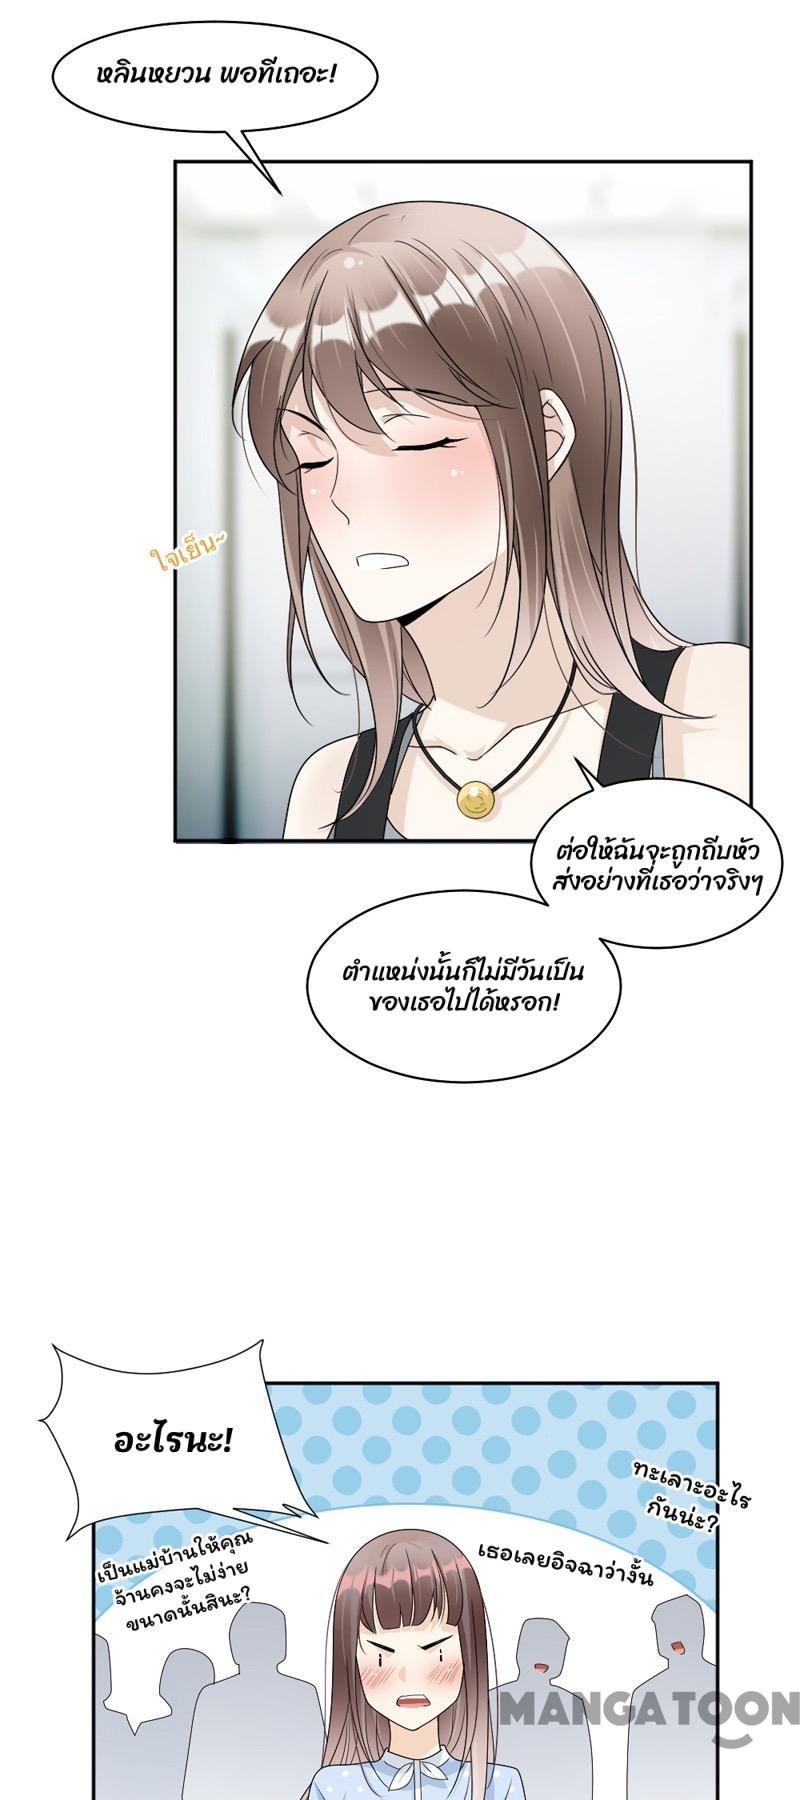 หลินหยวน พอทีเถอะ!
ใจเย็น~
ต่อให้ฉันจะถูกถีบหัว
ส่งอย่างที่เธอว่าจริงๆ
ตำแหน่งนั้นก็ไม่มีวันเป็น
ของเธอไปได้หรอก!
อะไรนะ!
ทะเลาะอะไร
กันน่ะ?
เป็นแม่บ้านให้คุณ
จ้านคงจะไม่ง่าย
ขนาดนั้นสินะ?
เธอเลยอิจฉาว่างั้น
MANGATOON